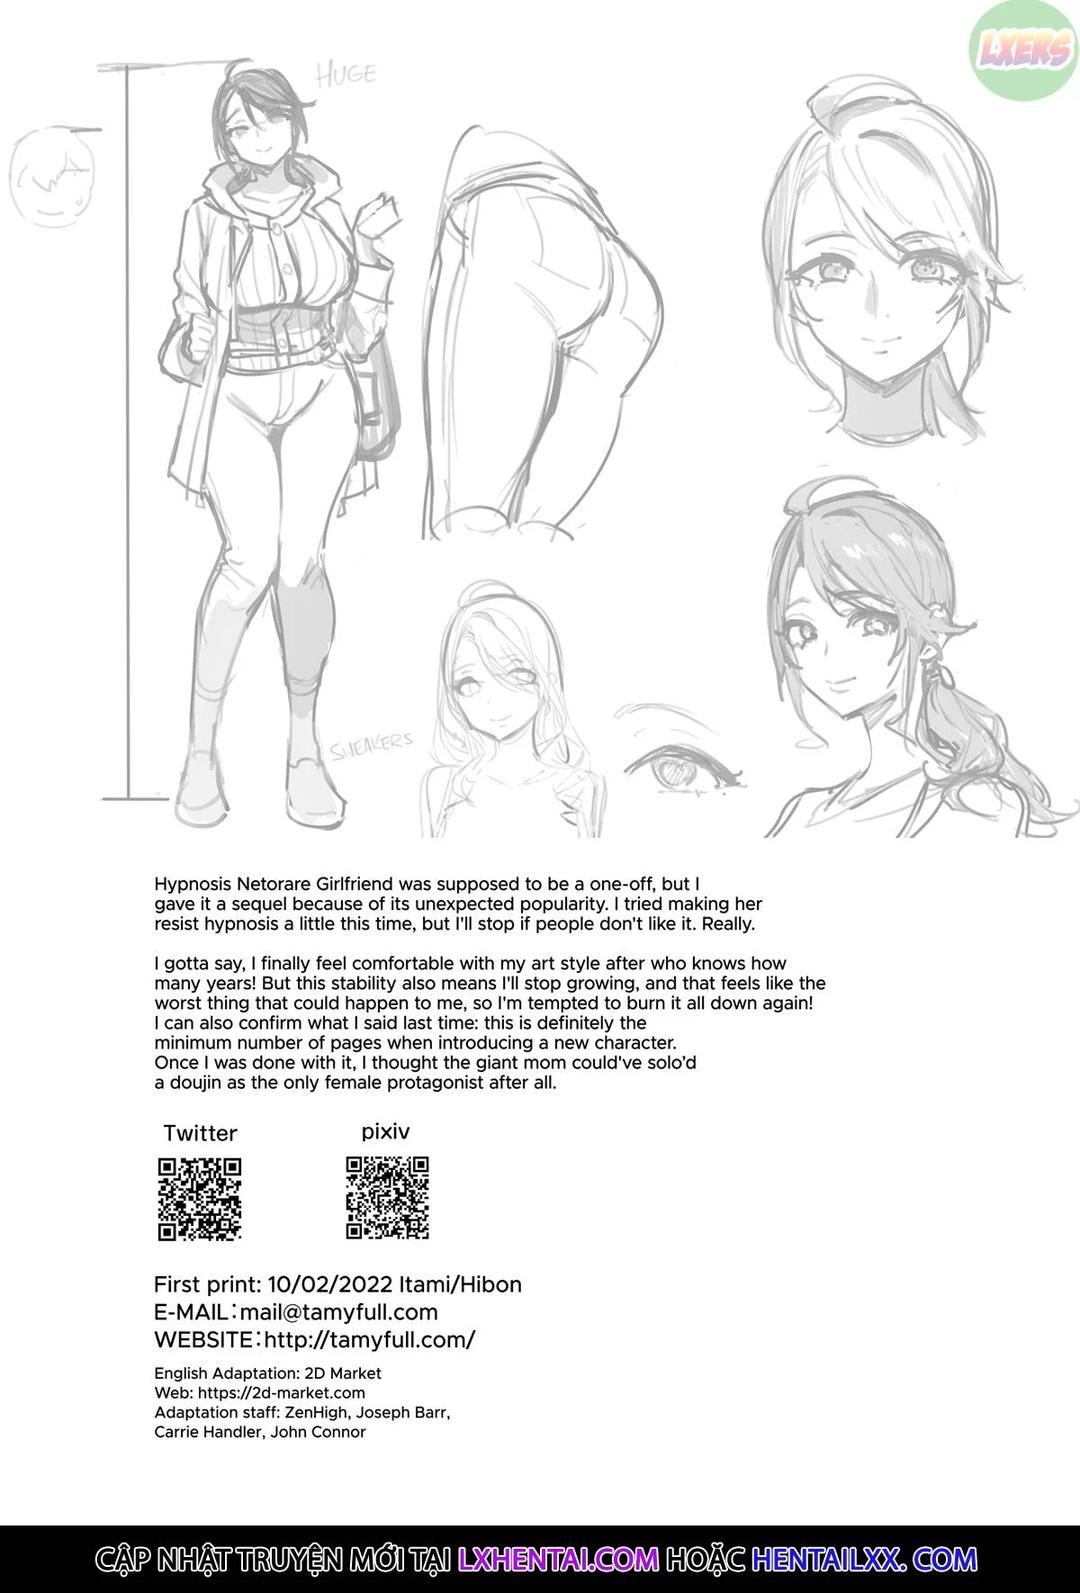 LXERS
HUGE
SNEAKERS
Hypnosis Netorare Girlfriend was supposed to be a one-off, but I
gave it a sequel because of its unexpected popularity. I tried making her
resist hypnosis a little this time, but I'll stop if people don't like it. Really.
I gotta say, I finally feel comfortable with my art style after who knows how
many years! But this stability also means I'll stop growing, and that feels like the
worst thing that could happen to me, so I'm tempted to burn it all down again!
I can also confirm what I said last time: this is definitely the
minimum number of pages when introducing a new character.
Once I was done with it, I thought the giant mom could've solo’d
a doujin as the only female protagonist after all.
Twitter
pixiv
First print: 10/02/2022 Itami/Hibon
E-MAIL：mail@tamyfull.com
WEBSITE：http://tamyfull.com/
English Adaptation: 2D Market
Web: https://2d-market.com
Adaptation staff: ZenHigh, Joseph Barr,
Carrie Handler, John Connor
CẬP NHẬT TRUYỆN MỚI TẠI LXHENTAI.COM HOẶC HENTAILXX. COM